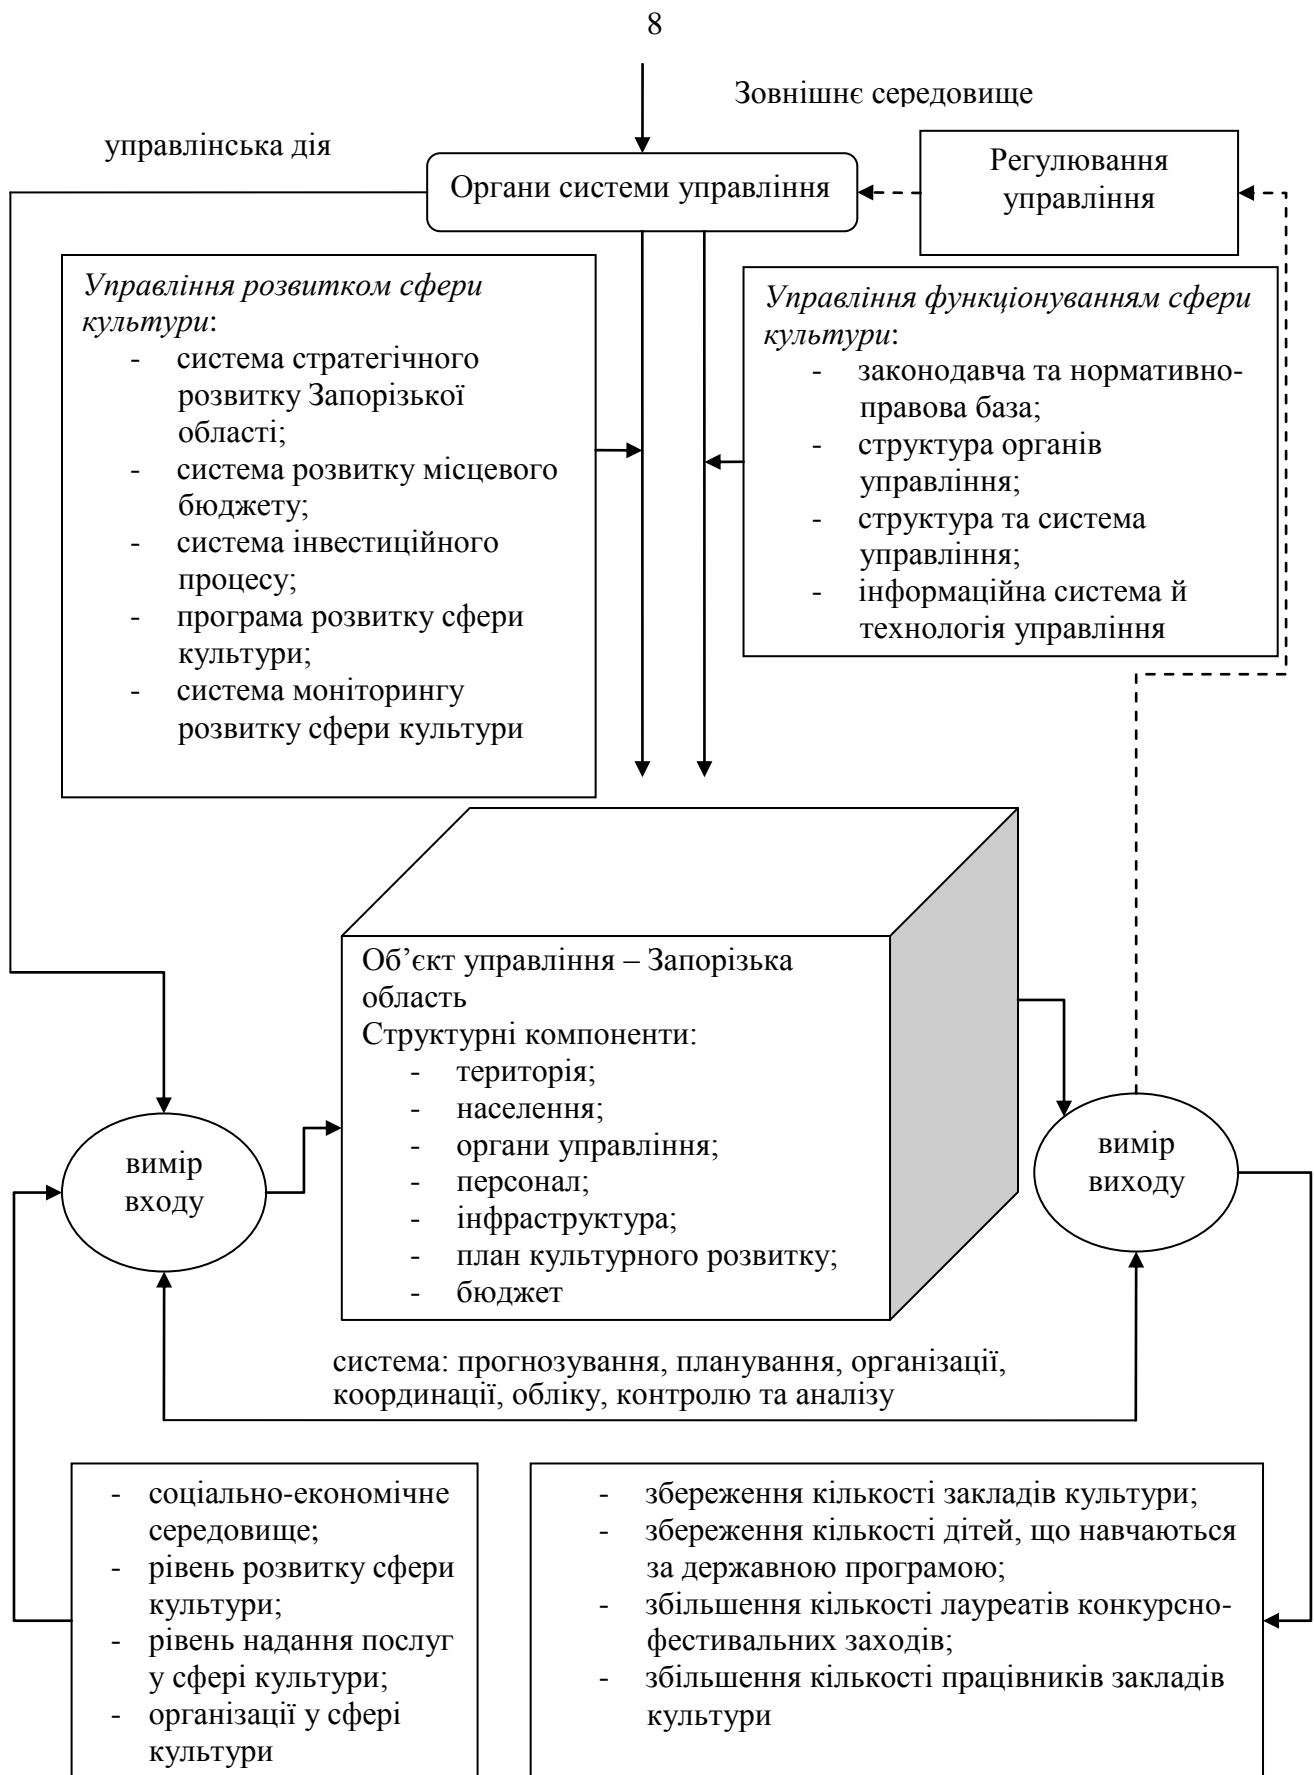 8
Зовнішнє середовище
управлінська дія
Органи системи управління
Регулювання
управління
Управління розвитком сфери
культури:
- система стратегічного
розвитку Запорізької
області;
- система розвитку місцевого
бюджету;
- система інвестиційного
процесу;
- програма розвитку сфери
культури;
- система моніторингу
розвитку сфери культури
Управління функціонуванням сфери
культури:
- законодавча та нормативно-
правова база;
- структура органів
управління;
- структура та система
управління;
- інформаційна система й
технологія управління
Об’єкт управління – Запорізька
область
Структурні компоненти:
- територія;
- населення;
- органи управління;
- персонал;
- інфраструктура;
- план культурного розвитку;
- бюджет
вимір
входу
вимір
виходу
система: прогнозування, планування, організації,
координації, обліку, контролю та аналізу
- соціально-економічне
середовище;
- рівень розвитку сфери
культури;
- рівень надання послуг
у сфері культури;
- організації у сфері
культури
- збереження кількості закладів культури;
- збереження кількості дітей, що навчаються
за державною програмою;
- збільшення кількості лауреатів конкурсно-
фестивальних заходів;
- збільшення кількості працівників закладів
культури